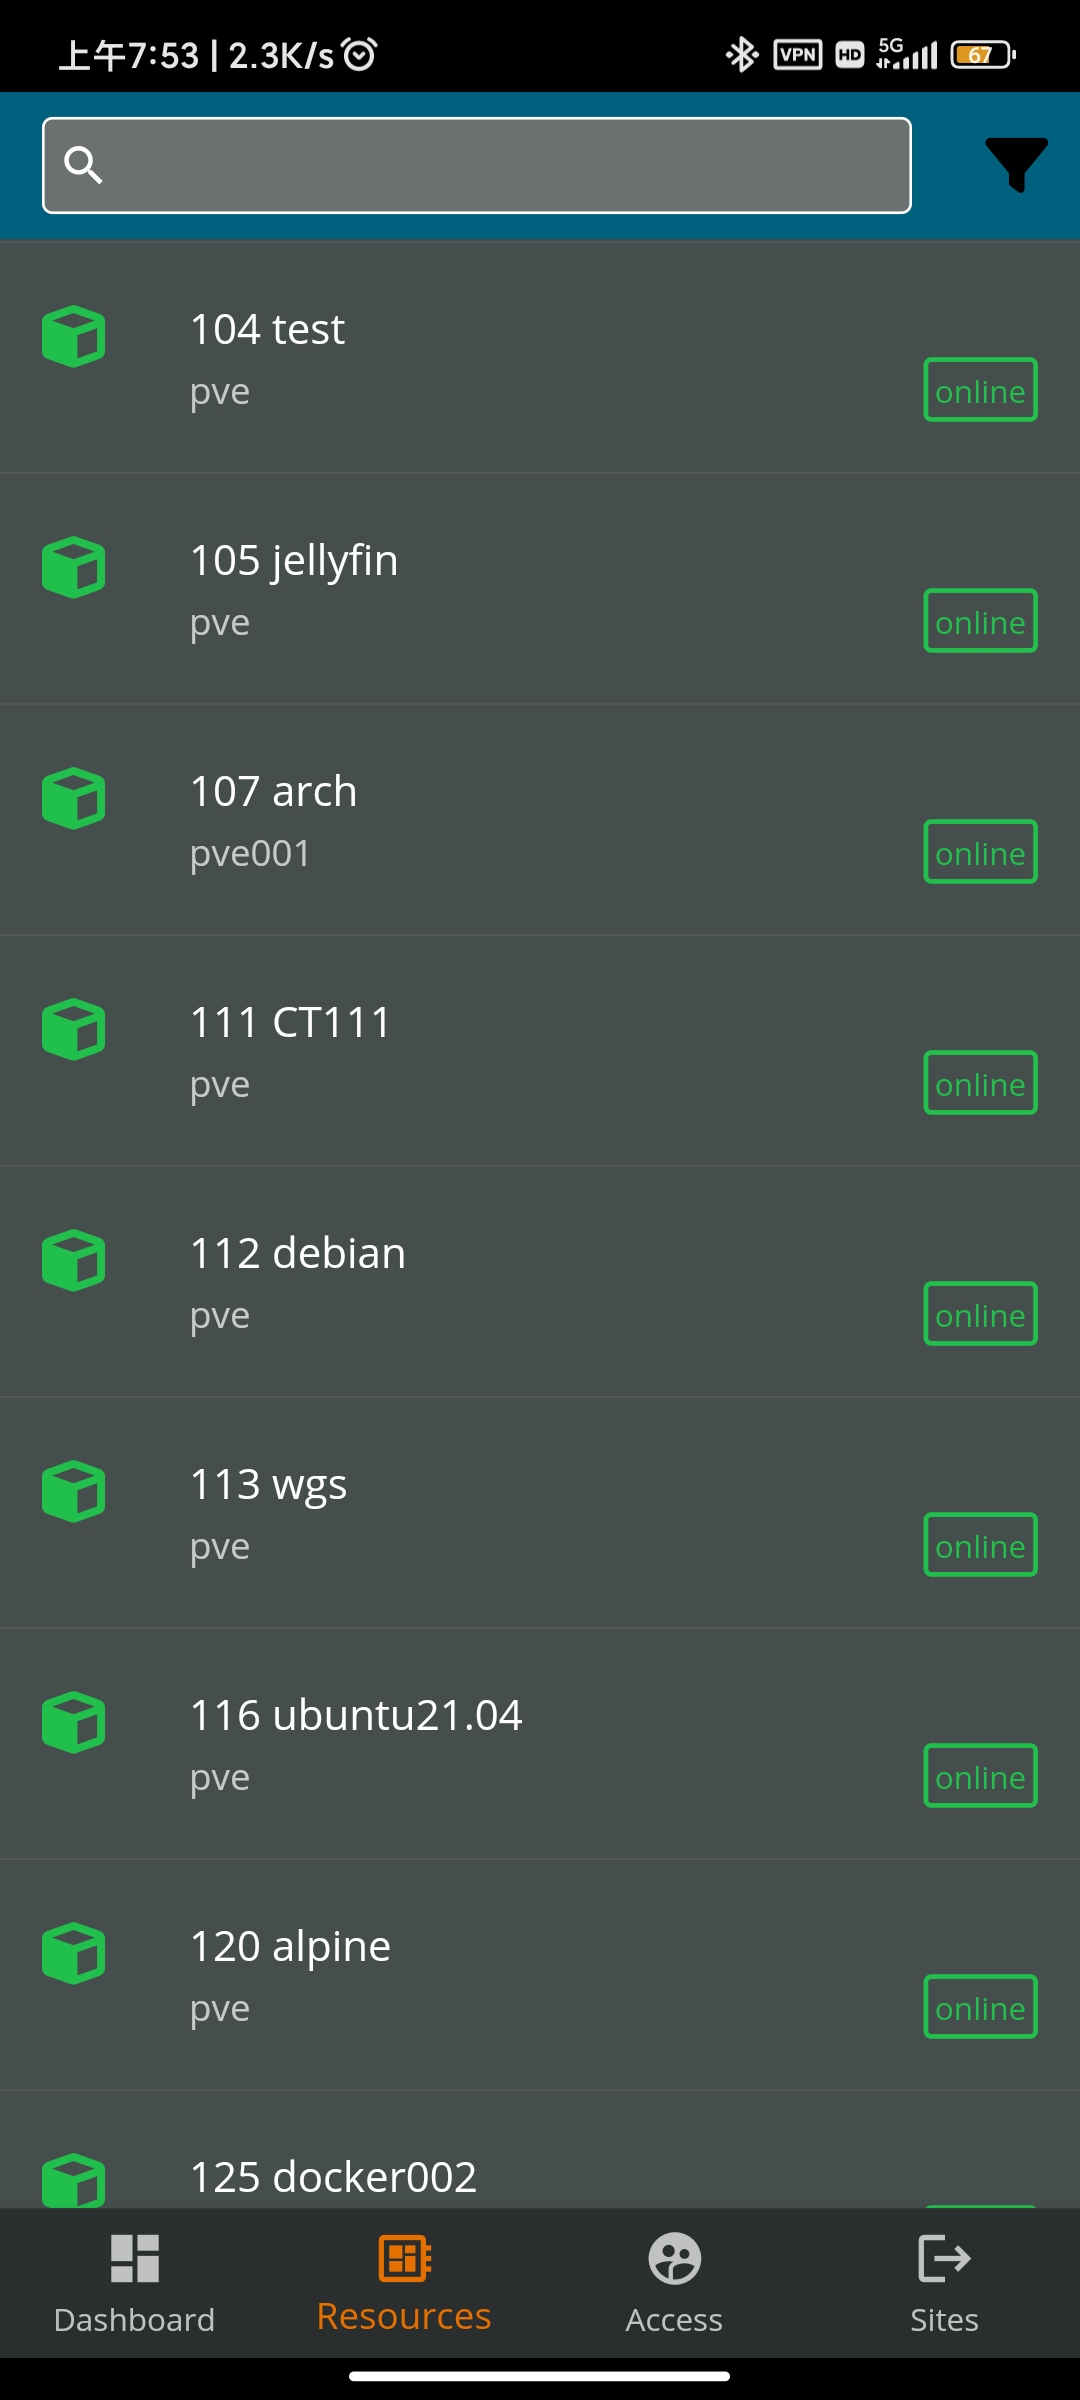 上午7:53 | 2.3K/s VPN HD 5G 67
104 test
pve
online
105 jellyfin
pve
online
107 arch
pve001
online
111 CT111
pve
online
112 debian
pve
online
113 wgs
pve
online
116 ubuntu21.04
pve
online
120 alpine
pve
online
125 docker002
Dashboard Resources Access Sites